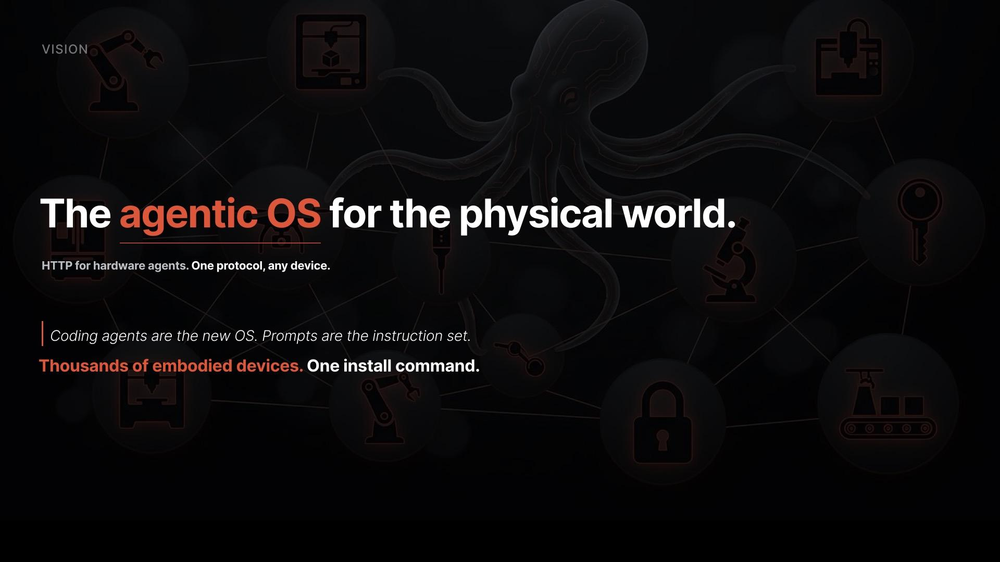 VISION
The agentic OS for the physical world.
HTTP for hardware agents. One protocol, any device.
Coding agents are the new OS. Prompts are the instruction set.
Thousands of embodied devices. One install command.